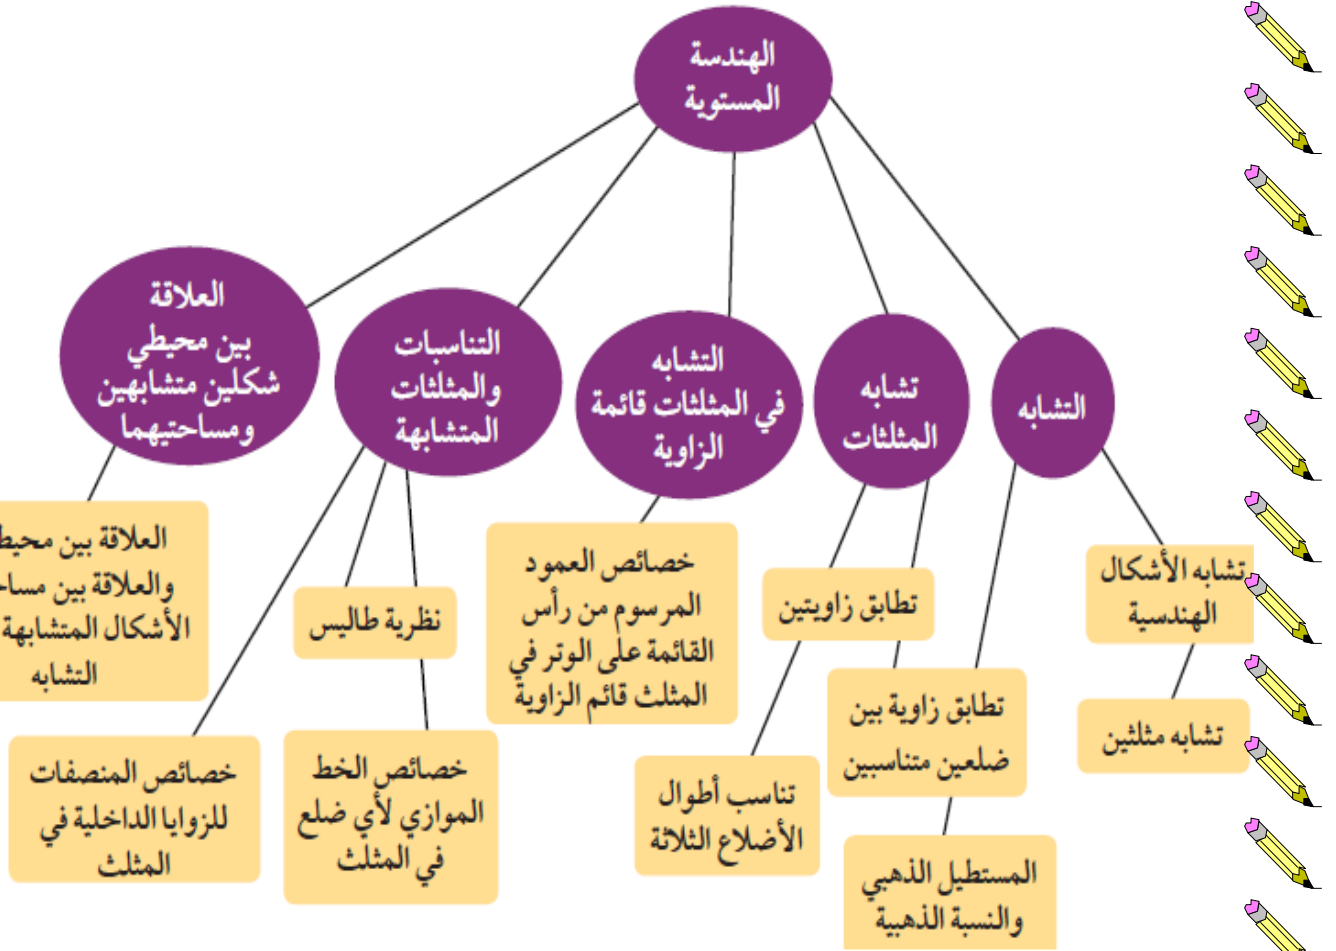 الهندسة
المستوية
التشابه
تشابه
المثلثات
التشابه
في المثلثات قائمة
الزاوية
التناسبات
والمثلثات
المتشابهة
العلاقة
بين محيطي
شكلين متشابهين
ومساحتيهما
تشابه الأشكال
الهندسية
تشابه مثلثين
تطابق زاويتين
تطابق زاوية بين
ضلعين متناسبين
المستطيل الذهبي
والنسبة الذهبية
تناسب أطوال
الأضلاع الثلاثة
خصائص العمود
المرسوم من رأس
القائمة على الوتر في
المثلث قائم الزاوية
نظرية طاليس
خصائص الخط
الموازي لأي ضلع
في المثلث
خصائص المنصفات
للزوايا الداخلية في
المثلث
العلاقة بين
والعلاقة بين
الأشكال المتشابهة
التشابه